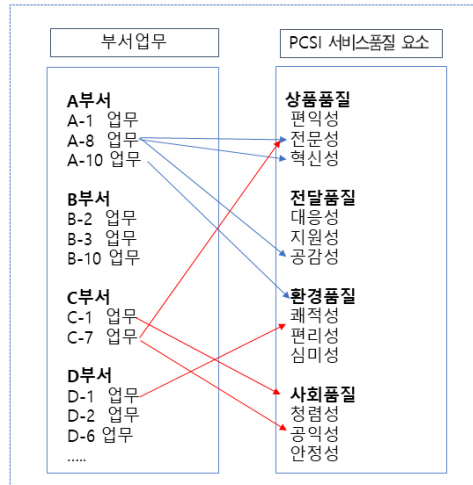 부서업무
A부서
A-1 업무
A-8 업무
A-10 업무
B부서
B-2 업무
B-3 업무
B-10 업무
C부서
C-1 업무
C-7 업무
D부서
D-1 업무
D-2 업무
D-6 업무
.....
PCSI 서비스품질 요소
상품품질
편익성
전문성
혁신성
전달품질
대응성
지원성
공감성
환경품질
쾌적성
편리성
심미성
사회품질
청렴성
공익성
안정성